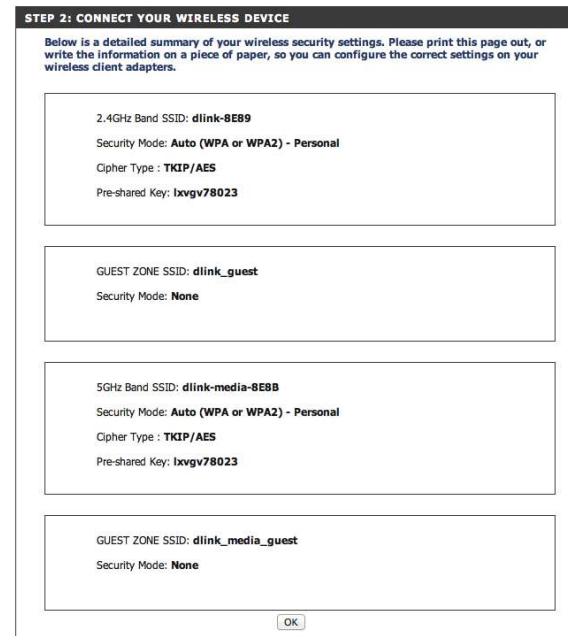 STEP 2: CONNECT YOUR WIRELESS DEVICE
Below is a detailed summary of your wireless security settings. Please print this page out, or
write the information on a piece of paper, so you can configure the correct settings on your
wireless client adapters.
2.4GHz Band SSID: dlink-8E89
Security Mode: Auto (WPA or WPA2) - Personal
Cipher Type : TKIP/AES
Pre-shared Key: lxvgv78023
GUEST ZONE SSID: dlink_guest
Security Mode: None
5GHz Band SSID: dlink-media-8E8B
Security Mode: Auto (WPA or WPA2) - Personal
Cipher Type : TKIP/AES
Pre-shared Key: lxvgv78023
GUEST ZONE SSID: dlink_media_guest
Security Mode: None
OK